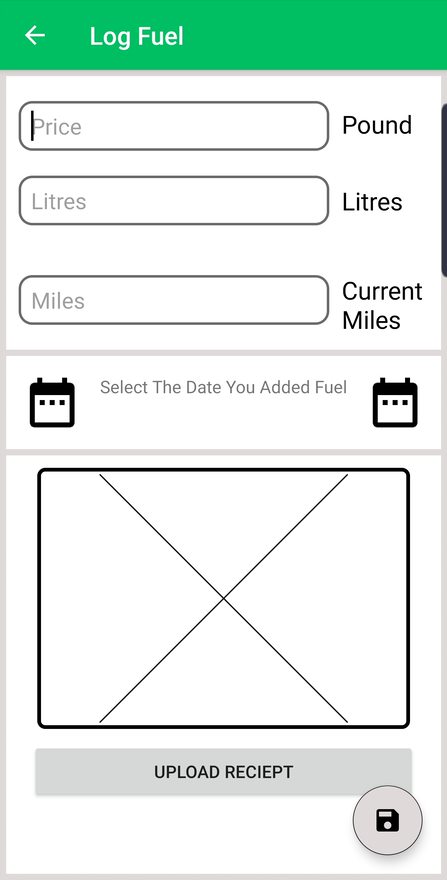 Log Fuel
Price Pound
Litres Litres
Miles Current
Miles
Select The Date You Added Fuel
UPLOAD RECIEPT